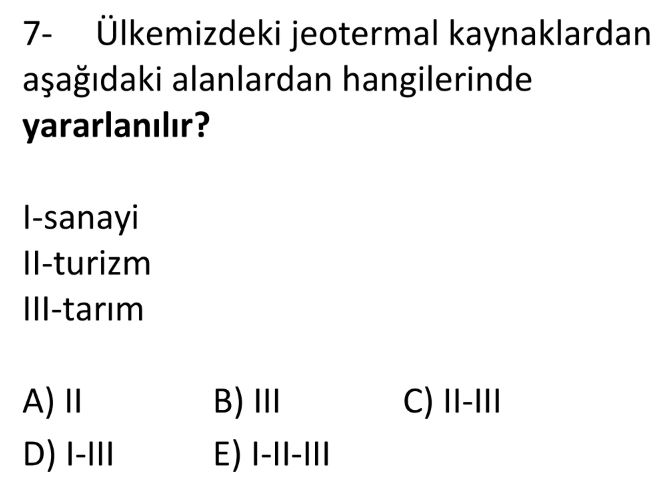 7- Ülkemizdeki jeotermal kaynaklardan
aşağıdaki alanlardan hangilerinde
yararlanılır?
I-sanayi
II-turizm
III-tarım
A) II B) III C) II-III
D) I-III E) I-II-III